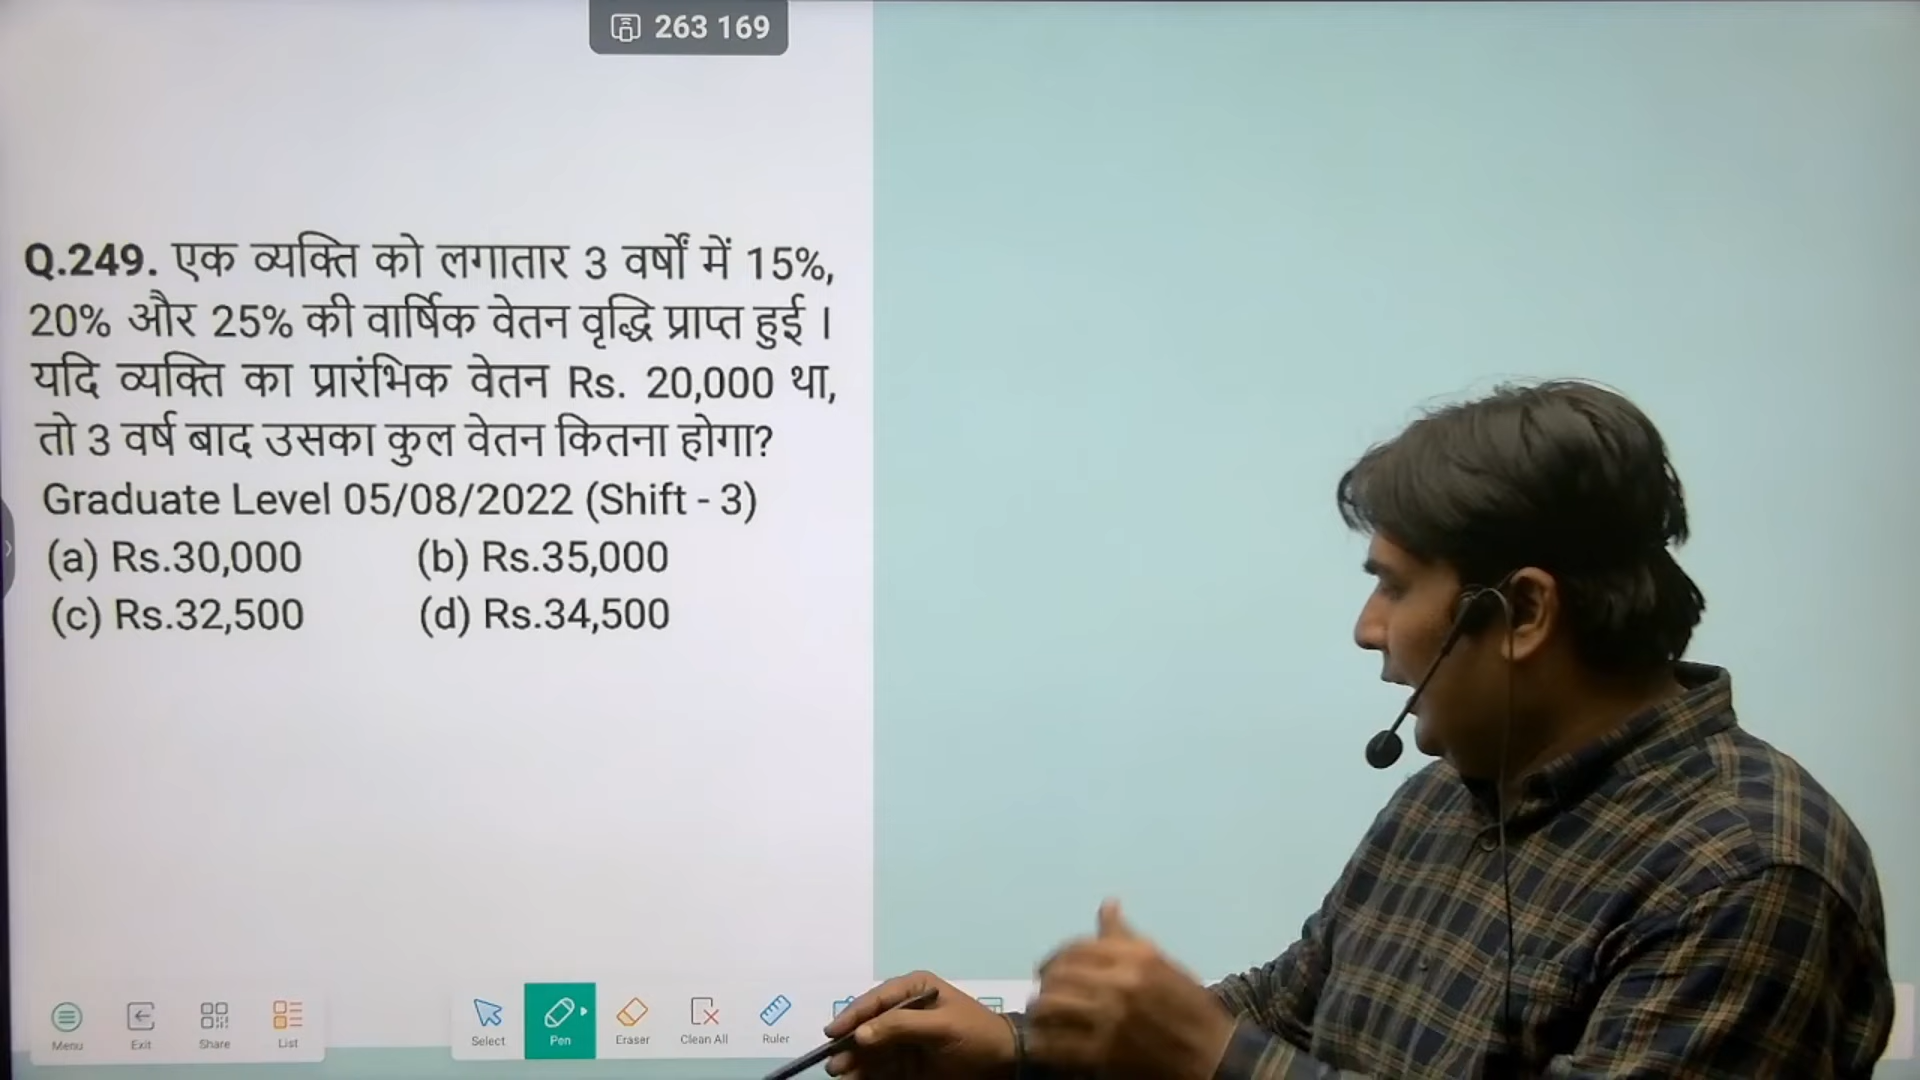 263 169
Q.249. एक व्यक्ति को लगातार 3 वर्षों में 15%,
20% और 25% की वार्षिक वेतन वृद्धि प्राप्त हुई ।
यदि व्यक्ति का प्रारंभिक वेतन Rs. 20,000 था,
तो 3 वर्ष बाद उसका कुल वेतन कितना होगा?
Graduate Level 05/08/2022 (Shift - 3)
(a) Rs.30,000 (b) Rs.35,000
(c) Rs.32,500 (d) Rs.34,500
Menu Exit Share List Select Pen Eraser Clean All Ruler